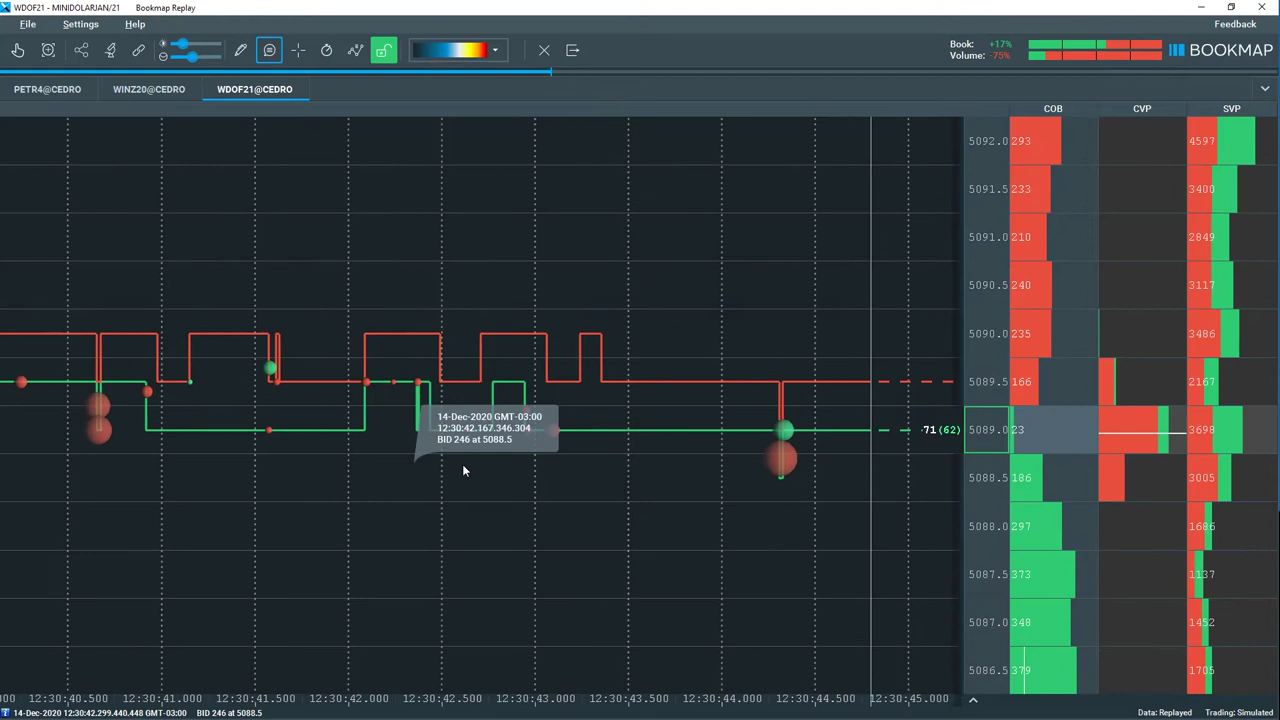 WDOF21 - MINIDOLARJAN/21
Bookmap Replay
File Settings Help Feedback
Book: +17%
Volume: -75%
BOOKMAP
PETR4@CEDRO WINZ20@CEDRO WDOF21@CEDRO
COB CVP SVP
5092.0 293 4597
5091.5 233 3400
5091.0 210 2849
5090.5 240 3117
5090.0 235 3486
5089.5 166 2167
-71 (62) 5089.0 23 3698
5088.5 186 3005
5088.0 297 1686
5087.5 373 1137
5087.0 348 1452
5086.5 379 1705
14-Dec-2020 GMT-03:00
12:30:42.167.346.304
BID 246 at 5088.5
000 12:30:40.500 12:30:41.000 12:30:41.500 12:30:42.000 12:30:42.500 12:30:43.000 12:30:43.500 12:30:44.000 12:30:44.500 12:30:45.000
14-Dec-2020 12:30:42.299.440.448 GMT-03:00 BID 246 at 5088.5 Data: Replayed Trading: Simulated